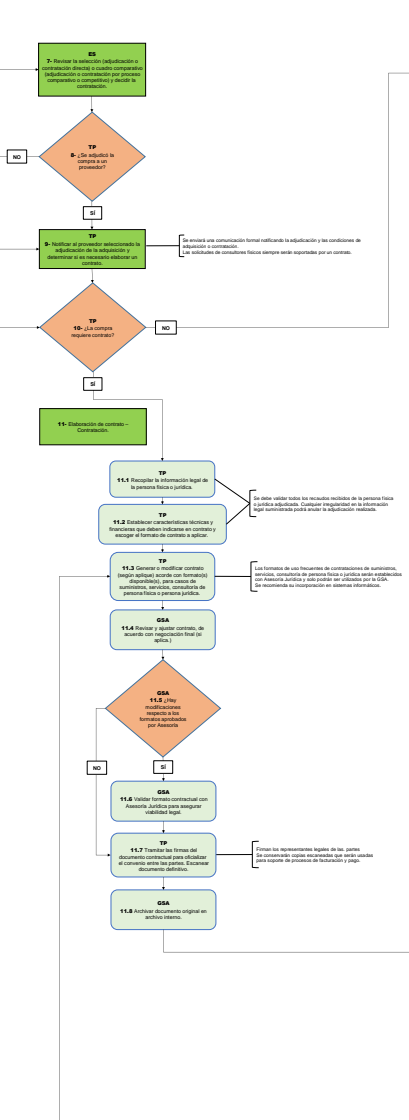 ES
7- Revisar la selección (adjudicación o
contratación directa) o cuadro comparativo
(adjudicación o contratación por proceso
comparativo o competitivo) y decidir la
contratación.
TP
8- ¿Se adjudicó la
compra a un
proveedor?
NO
SÍ
TP
9- Notificar al proveedor seleccionado la
adjudicación de la adquisición y
determinar si es necesario elaborar un
contrato.
Se enviará una comunicación formal notificando la adjudicación y las condiciones de
adquisición o contratación.
Las solicitudes de consultores físicos siempre serán soportadas por un contrato.
TP
10- ¿La compra
requiere contrato?
NO
SÍ
11- Elaboración de contrato –
Contratación.
TP
11.1 Recopilar la información legal de
la persona física o jurídica.
TP
11.2 Establecer características técnicas y
financieras que deben indicarse en contrato y
escoger el formato de contrato a aplicar.
Se debe validar todos los recaudos recibidos de la persona física
o jurídica adjudicada. Cualquier irregularidad en la información
legal suministrada podrá anular la adjudicación realizada.
TP
11.3 Generar o modificar contrato
(según aplique) acorde con formato(s)
disponible(s), para casos de
suministros, servicios, consultoría de
persona física o persona jurídica.
Los formatos de uso frecuentes de contrataciones de suministros,
servicios, consultoría de persona física o jurídica serán establecidos
con Asesoría Jurídica y solo podrán ser utilizados por la GSA.
Se recomienda su incorporación en sistemas informáticos.
GSA
11.4 Revisar y ajustar contrato, de
acuerdo con negociación final (si
aplica.)
GSA
11.5 ¿Hay
modificaciones
respecto a los
formatos aprobados
por Asesoría
NO
SÍ
GSA
11.6 Validar formato contractual con
Asesoría Jurídica para asegurar
viabilidad legal.
TP
11.7 Tramitar las firmas del
documento contractual para oficializar
el convenio entre las partes. Escanear
documento definitivo.
Firman los representantes legales de las partes
Se conservarán copias escaneadas que serán usadas
para soporte de procesos de facturación y pago.
GSA
11.8 Archivar documento original en
archivo interno.